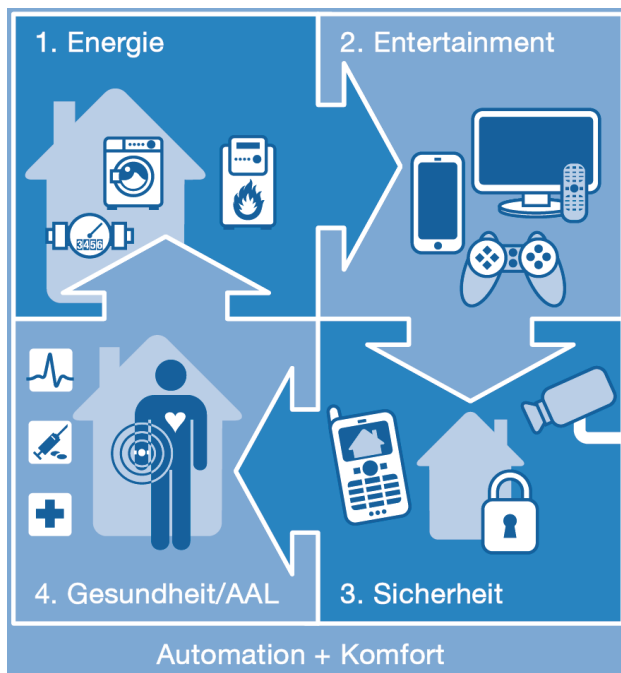 1. Energie
2. Entertainment
3456
4. Gesundheit/AAL
3. Sicherheit
Automation + Komfort